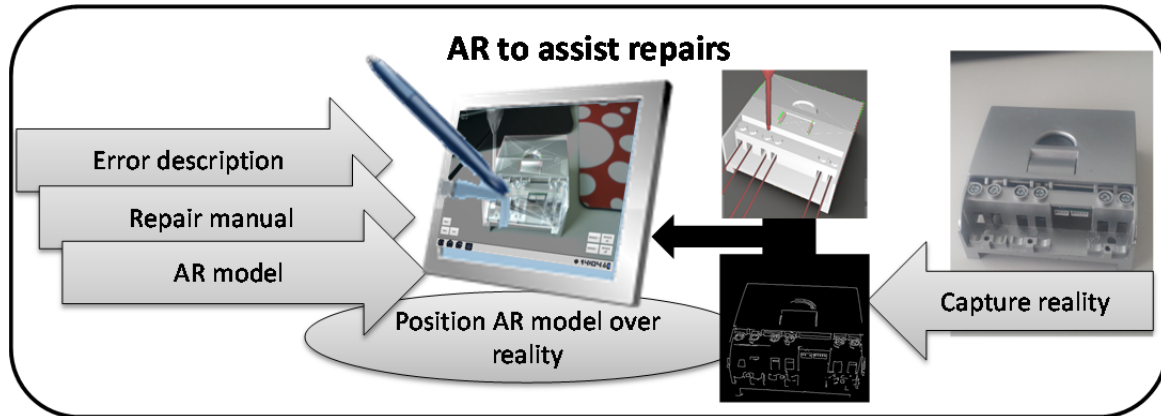 AR to assist repairs
Error description
Repair manual
AR model
Position AR model over
reality
Capture reality